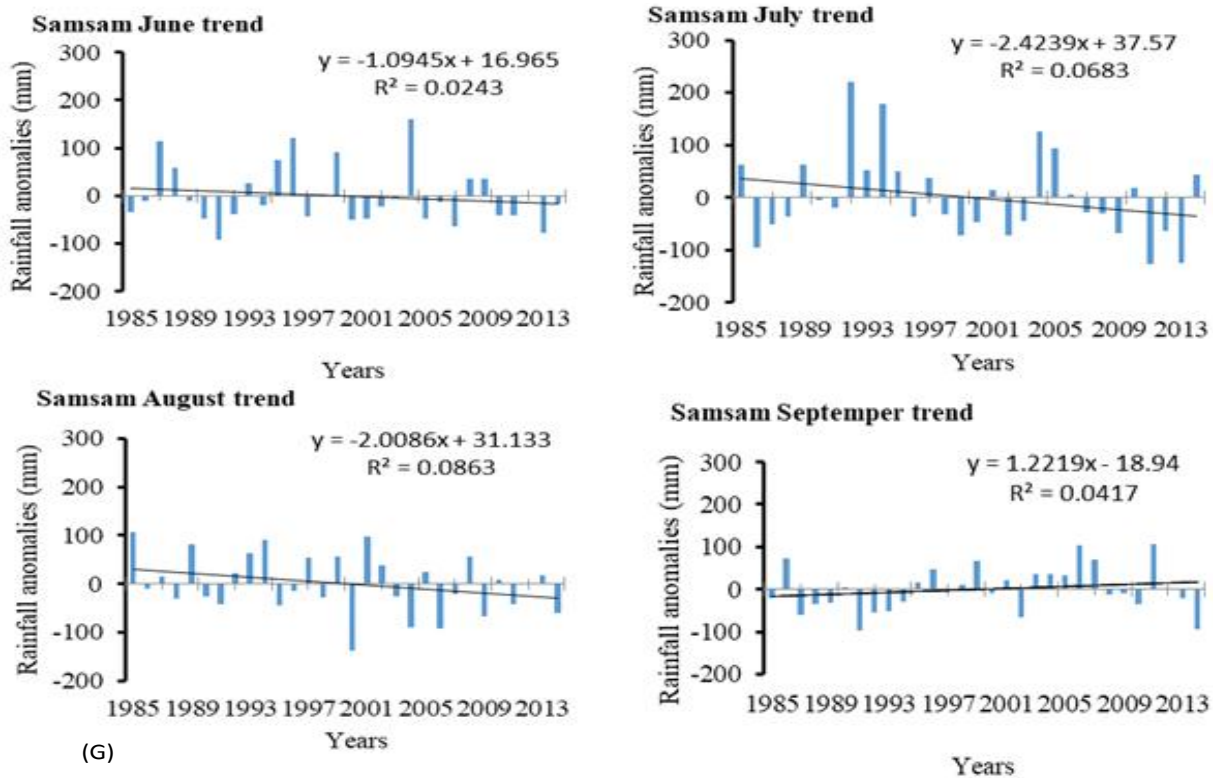 Samsam June trend
y = -1.0945x + 16.965
R² = 0.0243
Rainfall anomalies (mm)
300
200
100
0
-100
-200
1985 1989 1993 1997 2001 2005 2009 2013
Years
Samsam July trend
y = -2.4239x + 37.57
R² = 0.0683
Rainfall anomalies (mm)
300
200
100
0
-100
-200
1985 1989 1993 1997 2001 2005 2009 2013
Years
Samsam August trend
y = -2.0086x + 31.133
R² = 0.0863
Rainfall anomalies (mm)
300
200
100
0
-100
-200
1985 1989 1993 1997 2001 2005 2009 2013
Years
(G)
Samsam Septemper trend
y = 1.2219x - 18.94
R² = 0.0417
Rainfall anomalies (mm)
300
200
100
0
-100
-200
1985 1989 1993 1997 2001 2005 2009 2013
Years